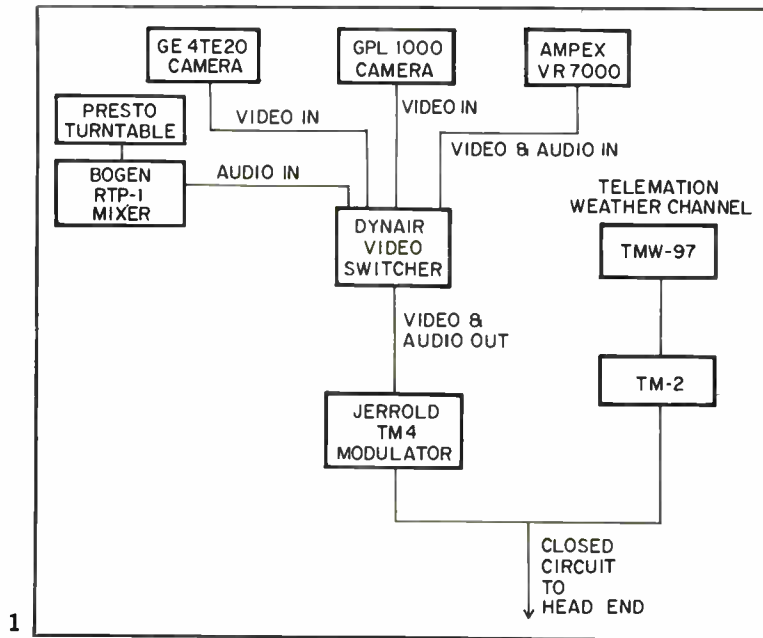 GE 4TE20
CAMERA
GPL 1000
CAMERA
AMPEX
VR 7000
PRESTO
TURNTABLE
VIDEO IN
VIDEO IN
VIDEO & AUDIO IN
BOGEN
RTP-1
MIXER
AUDIO IN
TELEMATION
WEATHER CHANNEL
DYNAIR
VIDEO
SWITCHER
TMW-97
VIDEO &
AUDIO OUT
TM-2
JERROLD
TM4
MODULATOR
CLOSED
CIRCUIT
TO
HEAD END
1